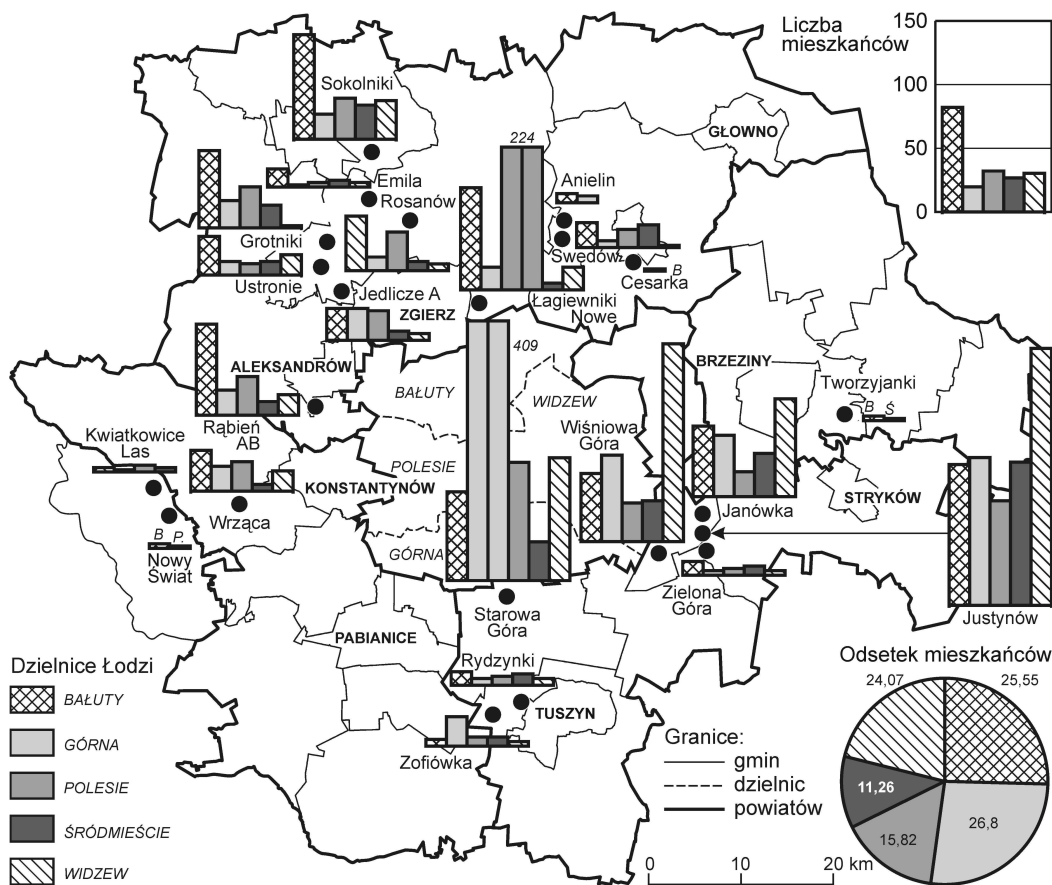 Liczba
mieszkańców
150
100
50
0
Sokolniki
GŁOWNO
224
Emila
Rosanów
Anielin
Grotniki
Swedów
Cesarka
B
Ustronie
Jedlicze A
ZGIERZ
Łagiewniki
Nowe
409
ALEKSANDRÓW
BAŁUTY
WIDZEW
BRZEZINY
Tworzyjanki
B Ś
Rąbień
AB
Wiśniowa
Góra
Kwiatkowice
Las
POLESIE
KONSTANTYNÓW
STRYKÓW
Janówka
Wrząca
B P.
Nowy
Świat
GÓRNA
Zielona
Góra
Starowa
Góra
Justynów
PABIANICE
Rydzynki
TUSZYN
Zofiówka
Dzielnice Łodzi
BAŁUTY
GÓRNA
POLESIE
ŚRÓDMIEŚCIE
WIDZEW
Granice:
gmin
dzielnic
powiatów
0 10 20 km
Odsetek mieszkańców
24,07 25,55
11,26
15,82 26,8